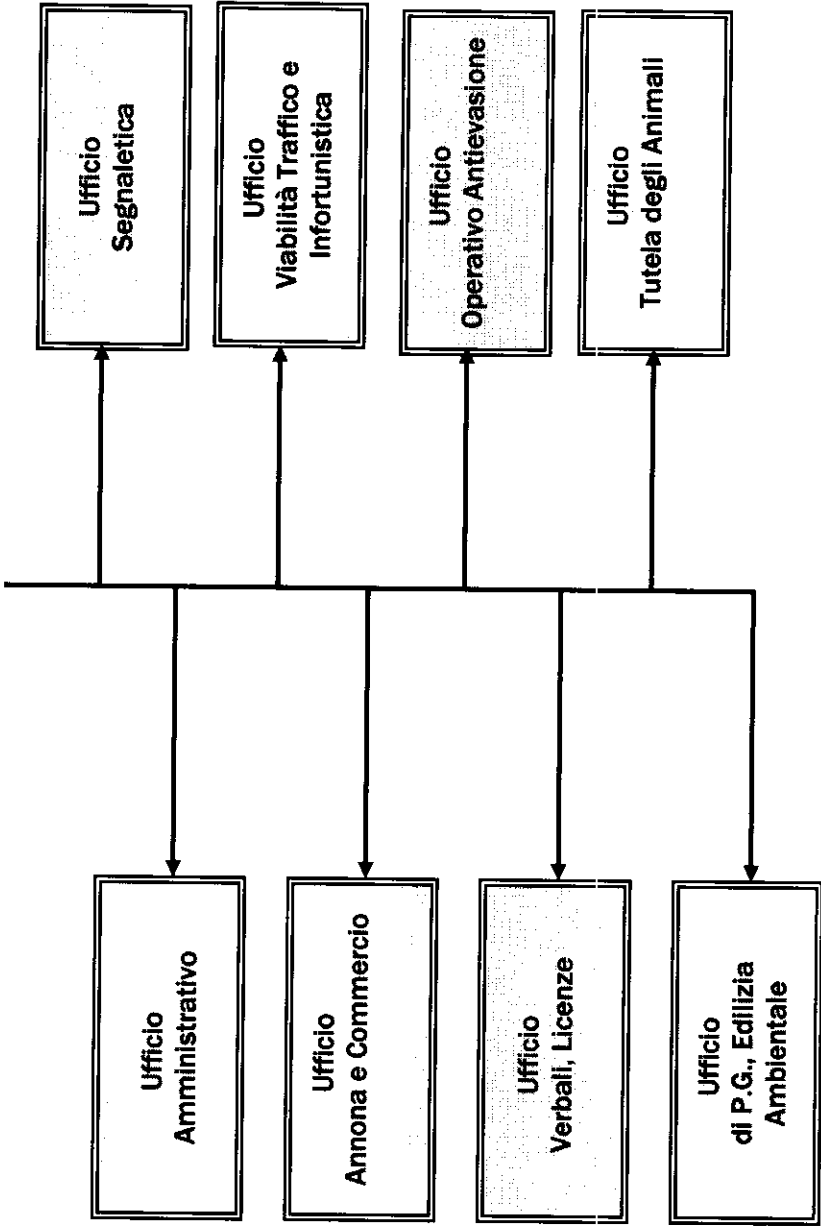 Ufficio
Amministrativo
Ufficio
Annona e Commercio
Ufficio
Verbali, Licenze
Ufficio
di P.G., Edilizia
Ambientale
Ufficio
Segnaletica
Ufficio
Viabilità Traffico e
Infortunistica
Ufficio
Operativo Antievasione
Ufficio
Tutela degli Animali